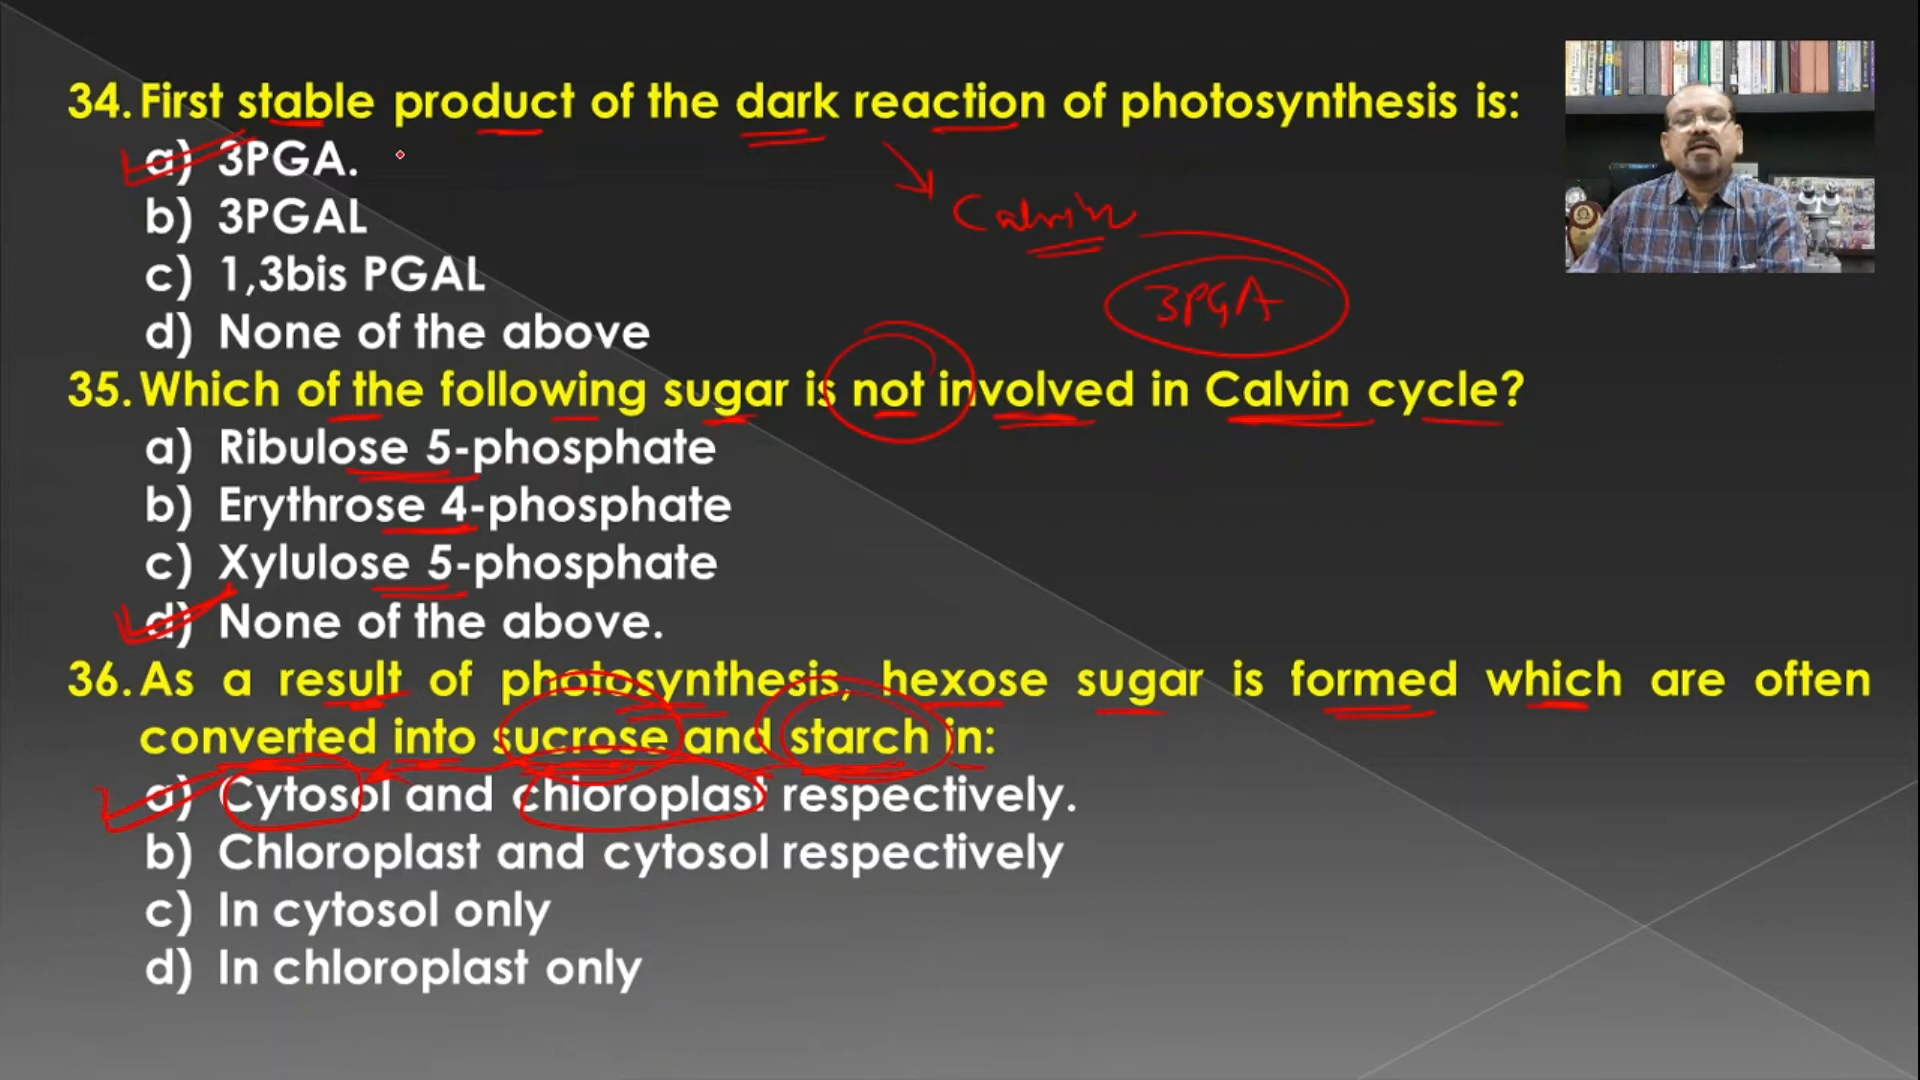 34. First stable product of the dark reaction of photosynthesis is:
a) 3PGA.
b) 3PGAL
Calvin
c) 1,3bis PGAL
3PGA
d) None of the above
35. Which of the following sugar is not involved in Calvin cycle?
a) Ribulose 5-phosphate
b) Erythrose 4-phosphate
c) Xylulose 5-phosphate
d) None of the above.
36. As a result of photosynthesis, hexose sugar is formed which are often
converted into sucrose and starch in:
a) Cytosol and chloroplast respectively.
b) Chloroplast and cytosol respectively
c) In cytosol only
d) In chloroplast only